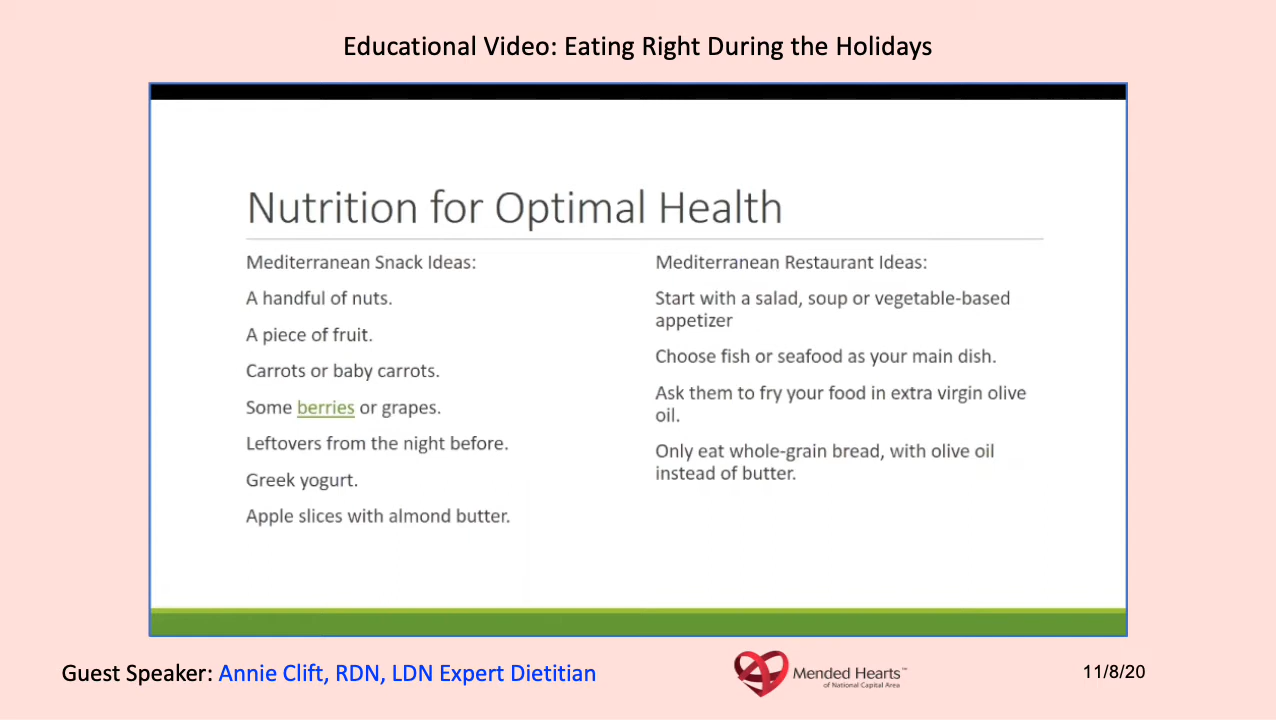 Educational Video: Eating Right During the Holidays
Nutrition for Optimal Health
Mediterranean Snack Ideas:
A handful of nuts.
A piece of fruit.
Carrots or baby carrots.
Some berries or grapes.
Leftovers from the night before.
Greek yogurt.
Apple slices with almond butter.
Mediterranean Restaurant Ideas:
Start with a salad, soup or vegetable-based
appetizer
Choose fish or seafood as your main dish.
Ask them to fry your food in extra virgin olive
oil.
Only eat whole-grain bread, with olive oil
instead of butter.
Guest Speaker: Annie Clift, RDN, LDN Expert Dietitian
Mended Hearts™
of National Capital Area
11/8/20